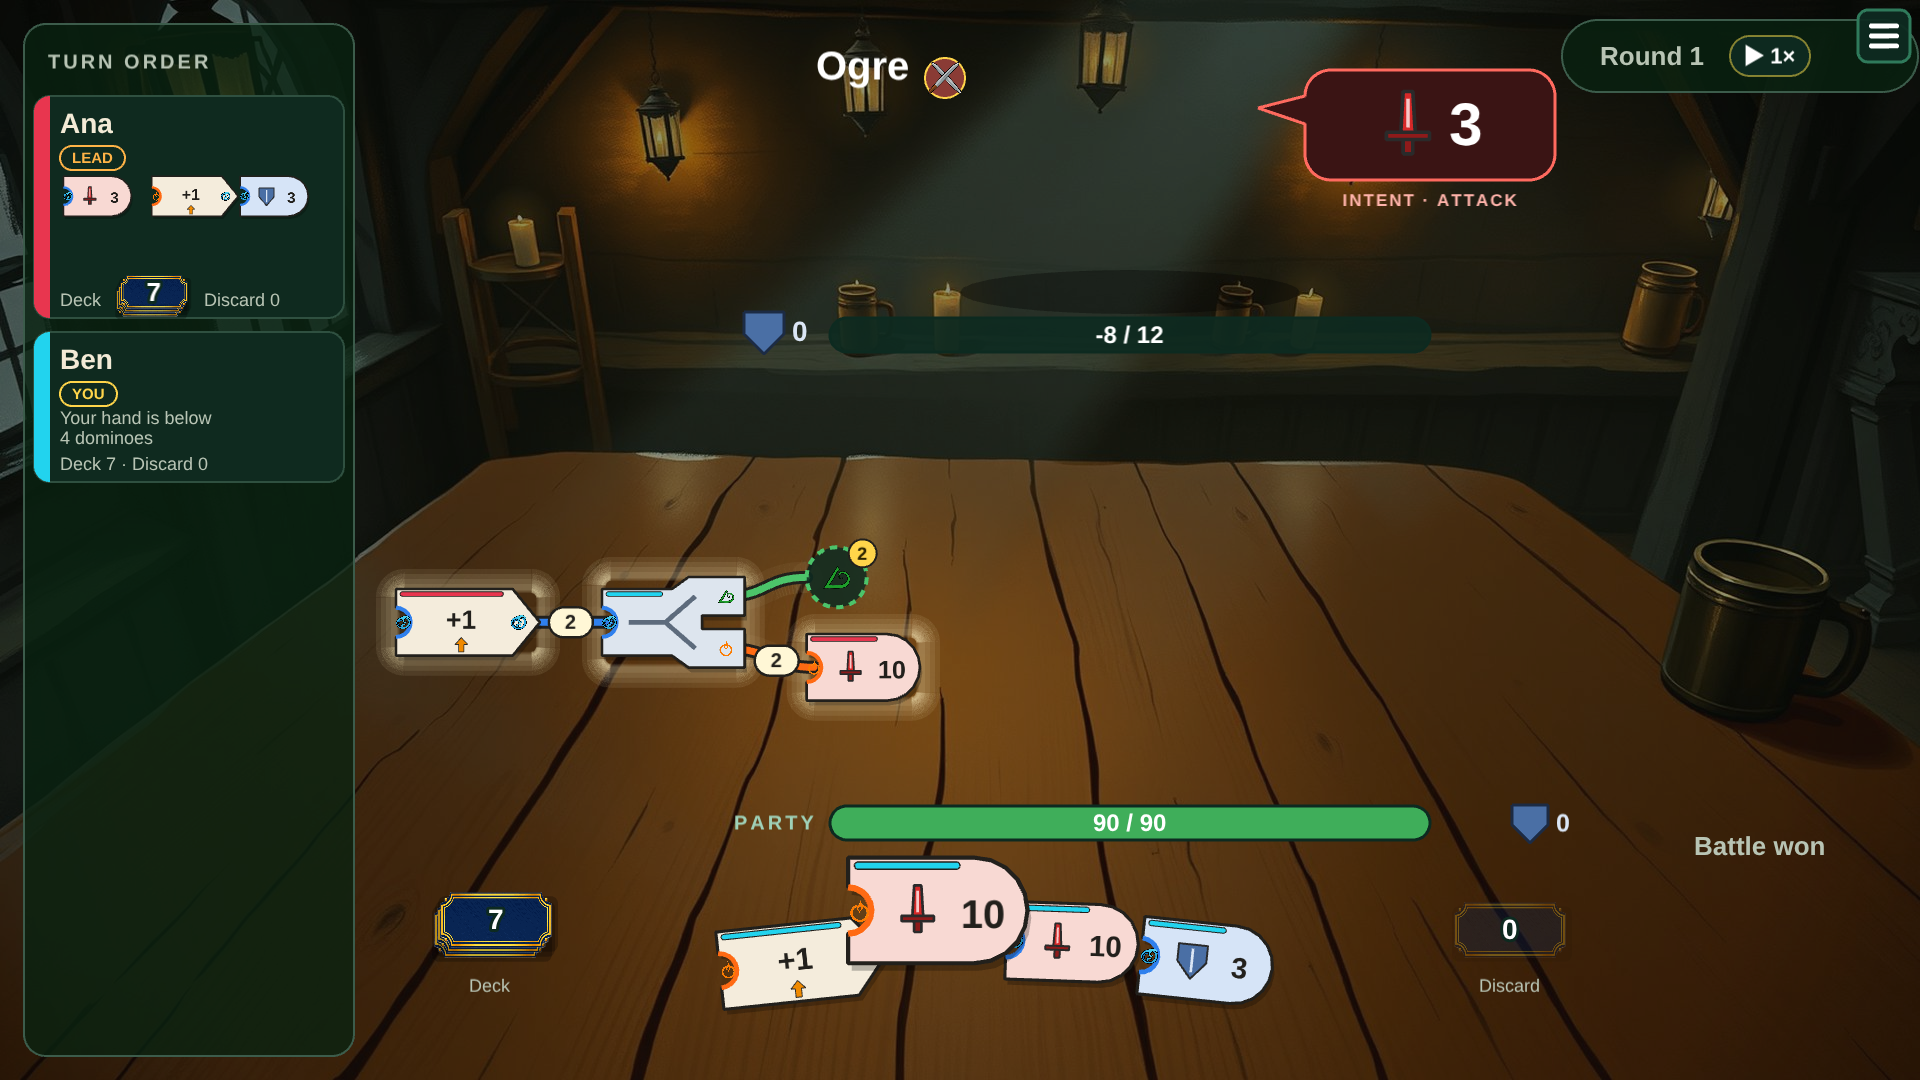 TURN ORDER
Ana
LEAD
3 +1 3
Deck 7 Discard 0
Ben
YOU
Your hand is below
4 dominoes
Deck 7 · Discard 0
Ogre
3
INTENT · ATTACK
Round 1 1×
0 -8 / 12
2
+1 2
2 10
PARTY 90 / 90 0
Battle won
7
Deck
+1 10 10 3
0
Discard